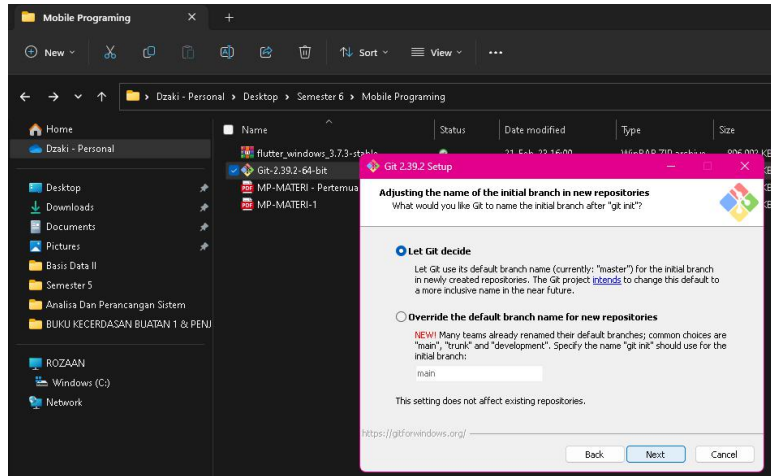 Mobile Programing
New
Sort
View
Dzaki - Personal
Desktop
Semester 6
Mobile Programing
Home
Dzaki - Personal
Desktop
Downloads
Documents
Pictures
Basis Data II
Semester 5
Analisa Dan Perancangan Sistem
BUKU KECERDASAN BUATAN 1 & PENJ
ROZAAN
Windows (C:)
Network
Name Status Date modified Type Size
flutter_windows_3.7.3-stable 21 Feb 23 16:00 WinRAR ZIP archive
Git-2.39.2-64-bit
MP-MATERI - Pertemua
MP-MATERI-1
Git 2.39.2 Setup
Adjusting the name of the initial branch in new repositories
What would you like Git to name the initial branch after "git init"?
Let Git decide
Let Git use its default branch name (currently: "master") for the initial branch
in newly created repositories. The Git project intends to change this default to
a more inclusive name in the near future.
Override the default branch name for new repositories
NEW! Many teams already renamed their default branches; common choices are
"main", "trunk" and "development". Specify the name "git init" should use for the
initial branch:
main
This setting does not affect existing repositories.
https://gitforwindows.org/
Back
Next
Cancel